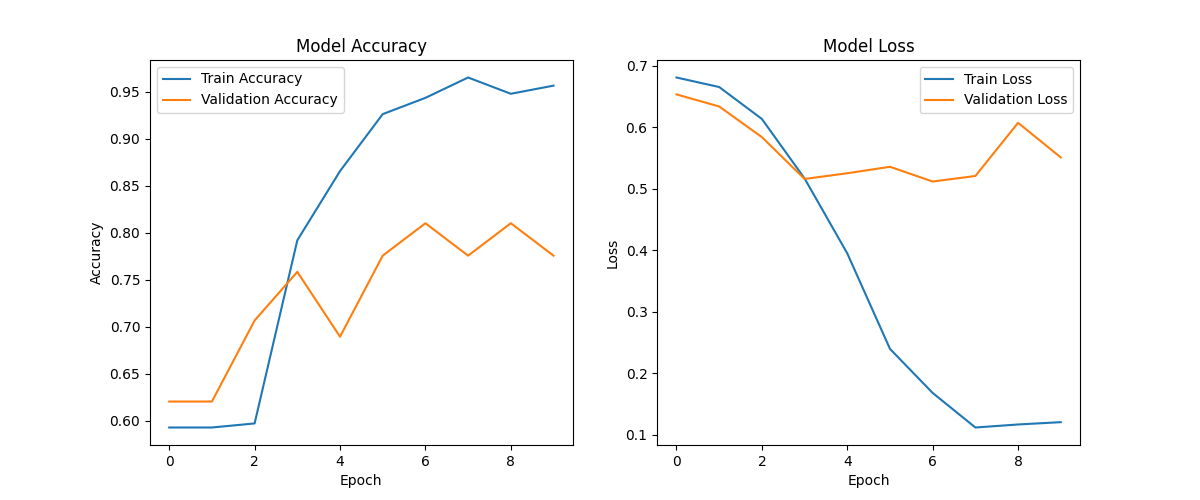 Model Accuracy
Train Accuracy
Validation Accuracy
Accuracy
0.95
0.90
0.85
0.80
0.75
0.70
0.65
0.60
0 2 4 6 8
Epoch
Model Loss
Train Loss
Validation Loss
Loss
0.7
0.6
0.5
0.4
0.3
0.2
0.1
0 2 4 6 8
Epoch